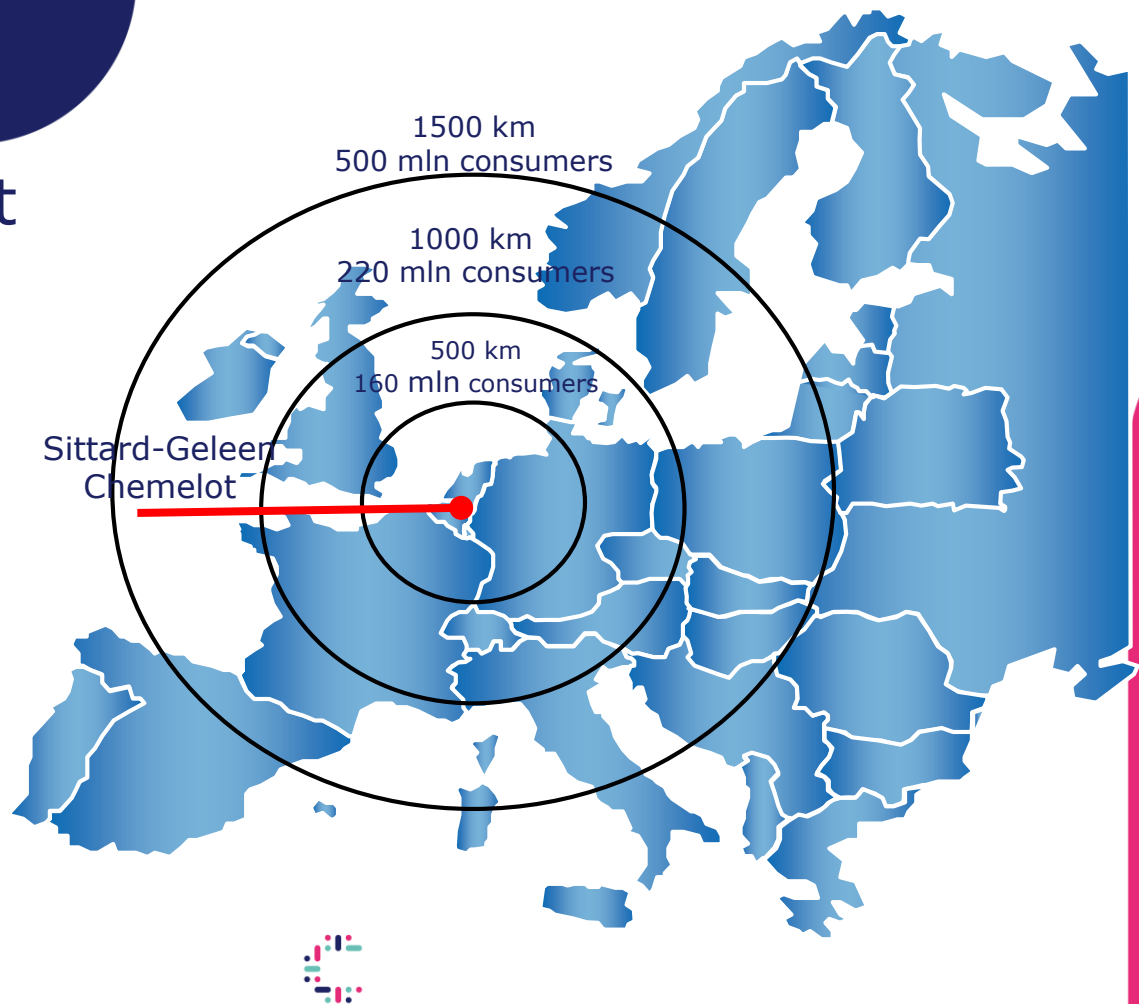 t
1500 km
500 mln consumers
1000 km
220 mln consumers
500 km
160 mln consumers
Sittard-Geleen
Chemelot